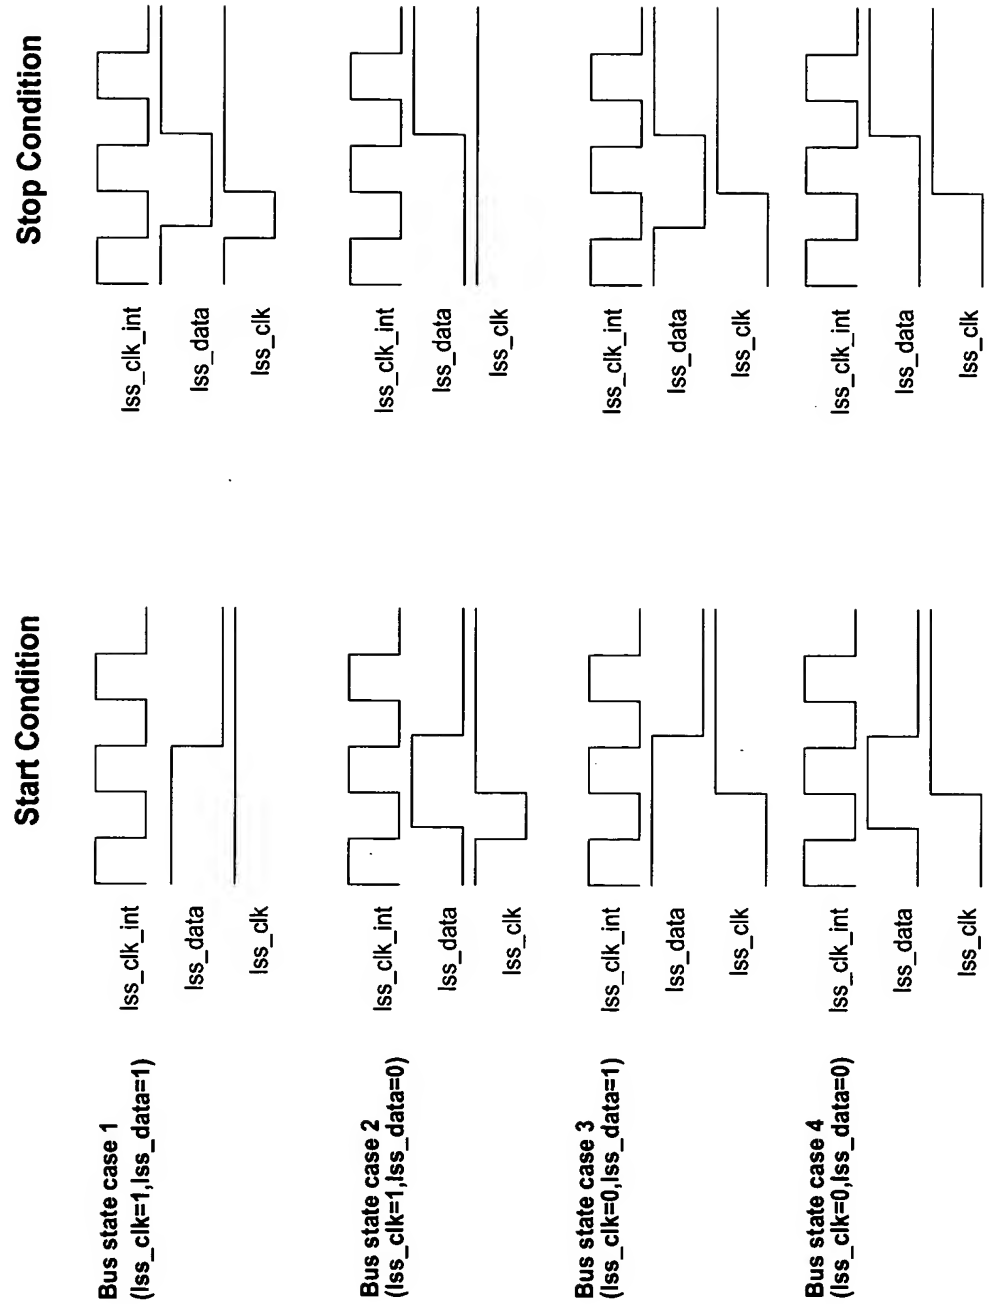 Start Condition
Stop Condition
Bus state case 1
(lss_clk=1,lss_data=1)
lss_clk_int
lss_data
lss_clk
lss_clk_int
lss_data
lss_clk
Bus state case 2
(lss_clk=1,lss_data=0)
lss_clk_int
lss_data
lss_clk
lss_clk_int
lss_data
lss_clk
Bus state case 3
(lss_clk=0,lss_data=1)
lss_clk_int
lss_data
lss_clk
lss_clk_int
lss_data
lss_clk
Bus state case 4
(lss_clk=0,lss_data=0)
lss_clk_int
lss_data
lss_clk
lss_clk_int
lss_data
lss_clk